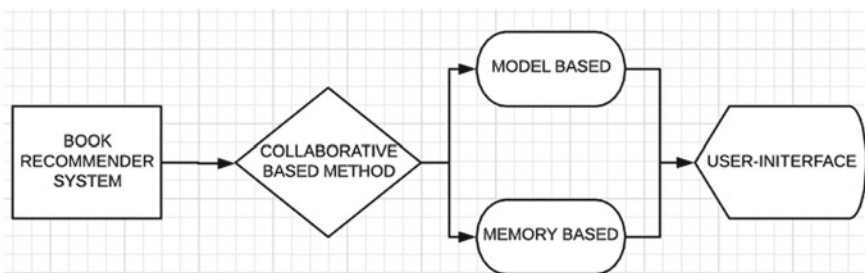 BOOK
RECOMMENDER
SYSTEM
COLLABORATIVE
BASED METHOD
MODEL BASED
MEMORY BASED
USER-INITERFACE